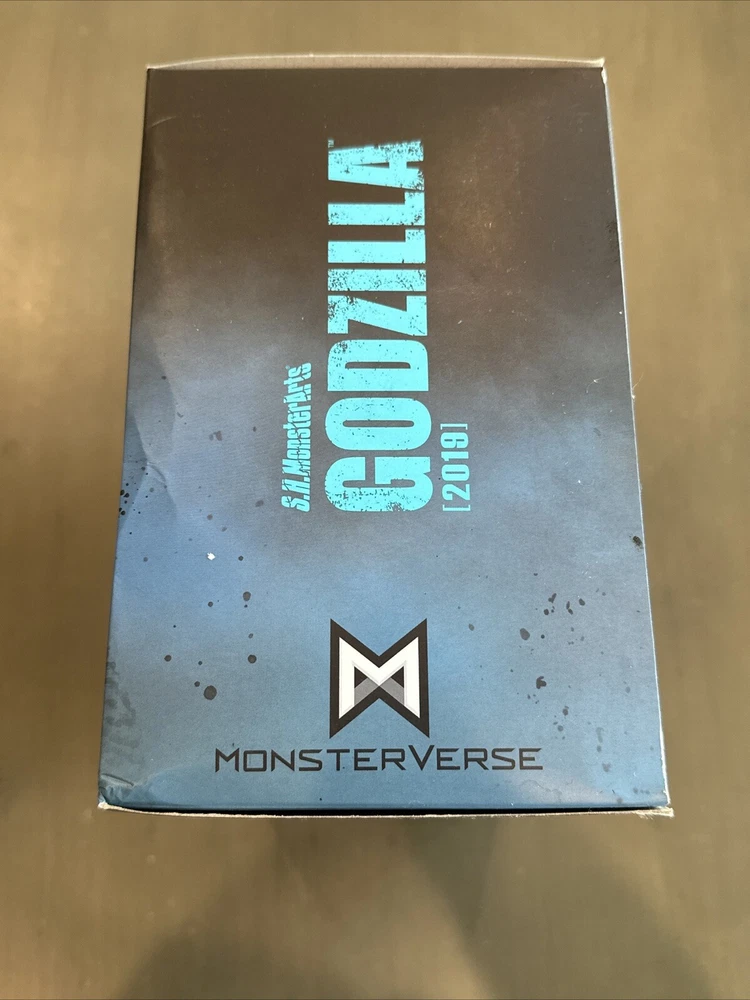 S.H.MonsterArts
GODZILLA
[2019]
M
MONSTERVERSE